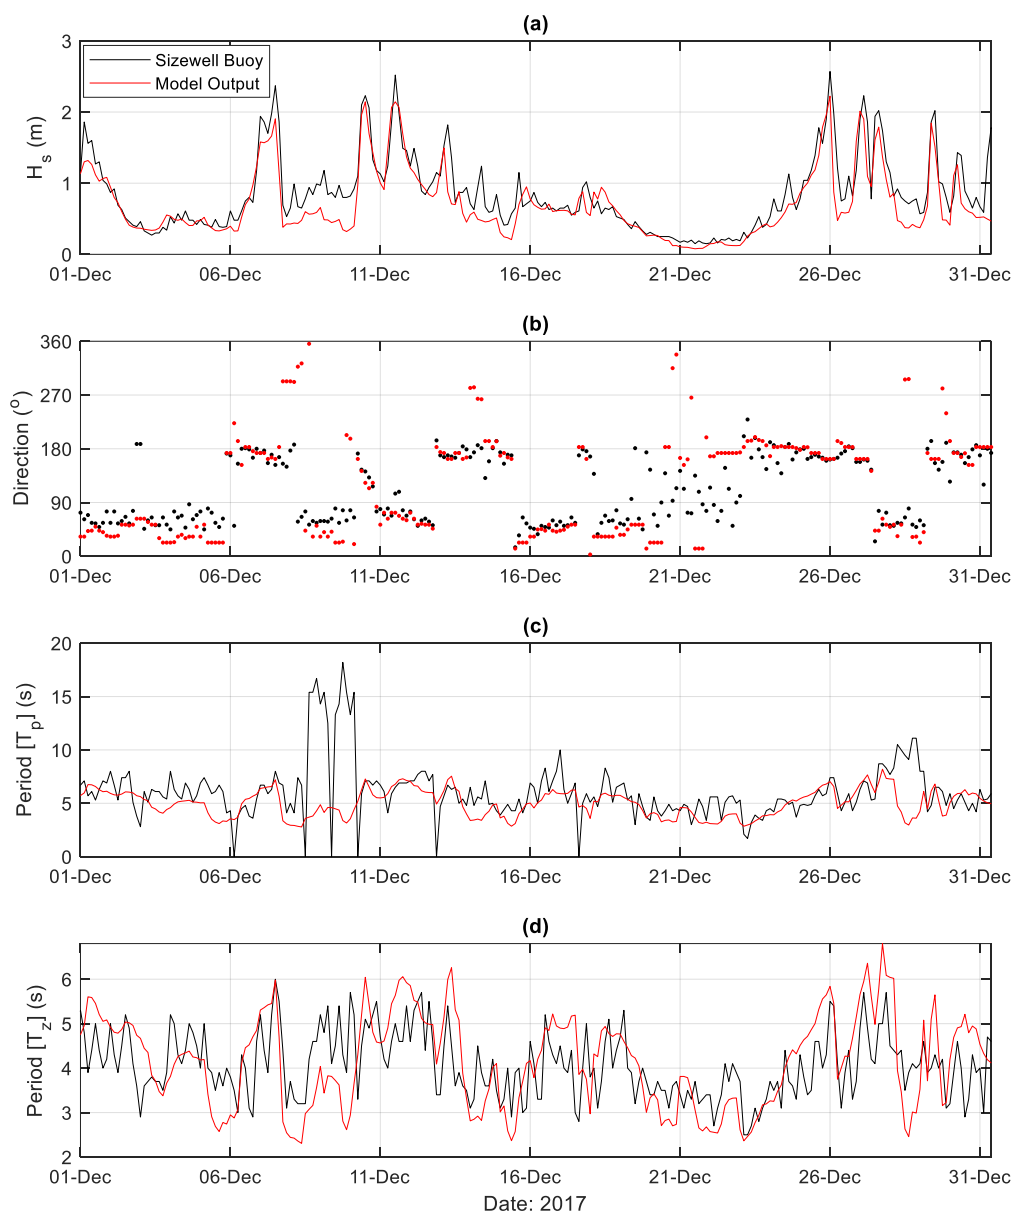 (a)
3
2
1
0
H_s (m)
Sizewell Buoy
Model Output
01-Dec 06-Dec 11-Dec 16-Dec 21-Dec 26-Dec 31-Dec
(b)
360
270
180
90
0
Direction (°)
01-Dec 06-Dec 11-Dec 16-Dec 21-Dec 26-Dec 31-Dec
(c)
20
15
10
5
0
Period [T_p] (s)
01-Dec 06-Dec 11-Dec 16-Dec 21-Dec 26-Dec 31-Dec
(d)
6
5
4
3
2
Period [T_z] (s)
01-Dec 06-Dec 11-Dec 16-Dec 21-Dec 26-Dec 31-Dec
Date: 2017